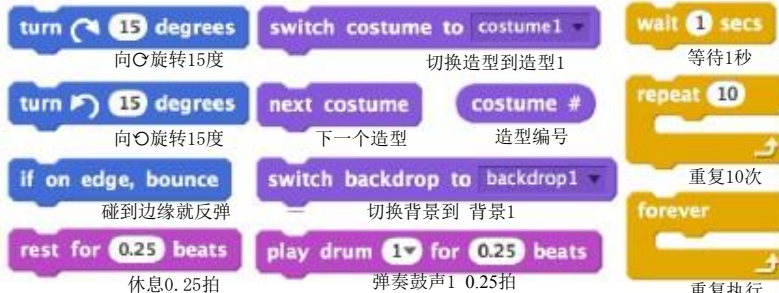 turn 15 degrees
向↻旋转15度
switch costume to costume1
切换造型到造型1
wait 1 secs
等待1秒
turn 15 degrees
向↺旋转15度
next costume
下一个造型
costume #
造型编号
repeat 10
重复10次
if on edge, bounce
碰到边缘就反弹
switch backdrop to backdrop1
切换背景到 背景1
forever
重复执行
rest for 0.25 beats
休息0.25拍
play drum 1 for 0.25 beats
弹奏鼓声1 0.25拍